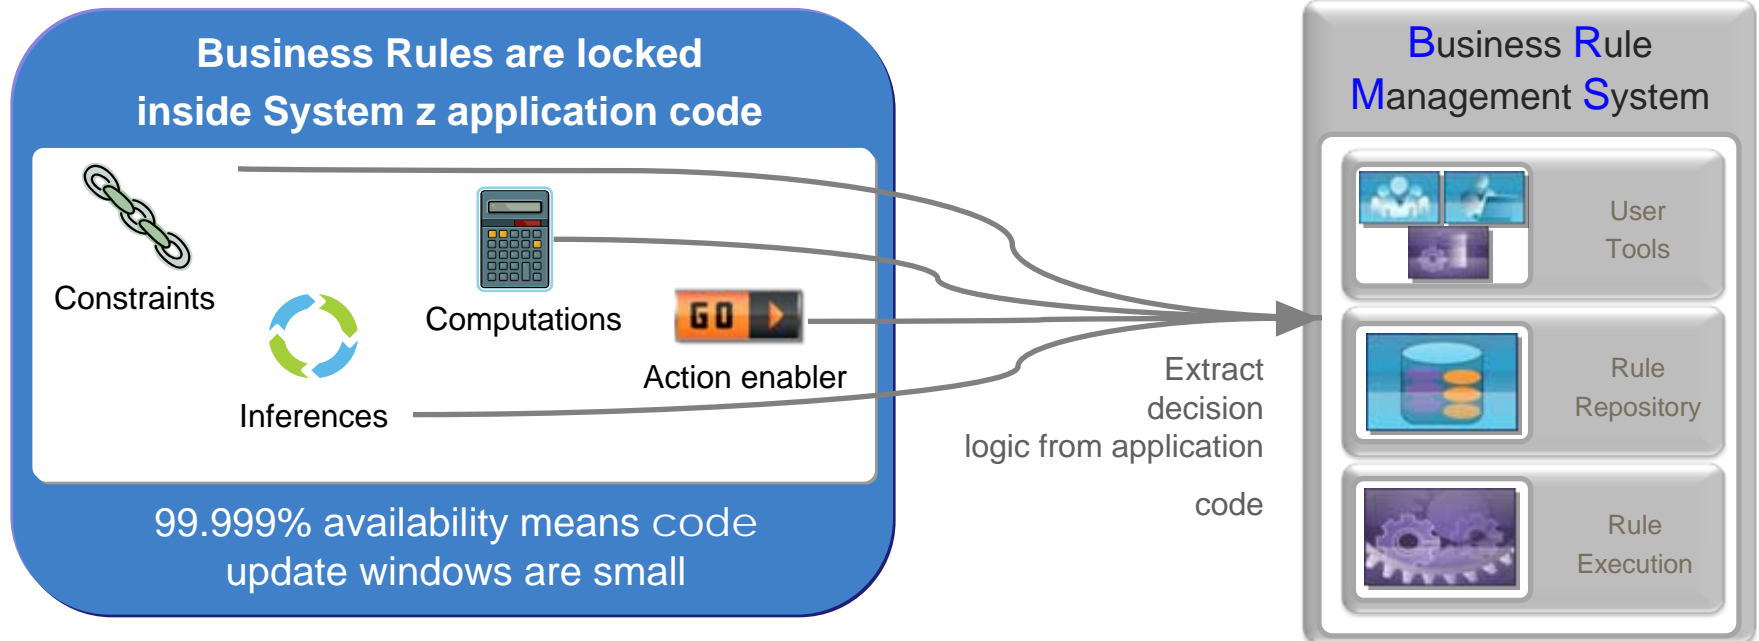 Business Rules are locked
inside System z application code
Constraints
Computations
GO
Action enabler
Inferences
99.999% availability means code
update windows are small
Extract
decision
logic from application
code
Business Rule
Management System
User
Tools
Rule
Repository
Rule
Execution